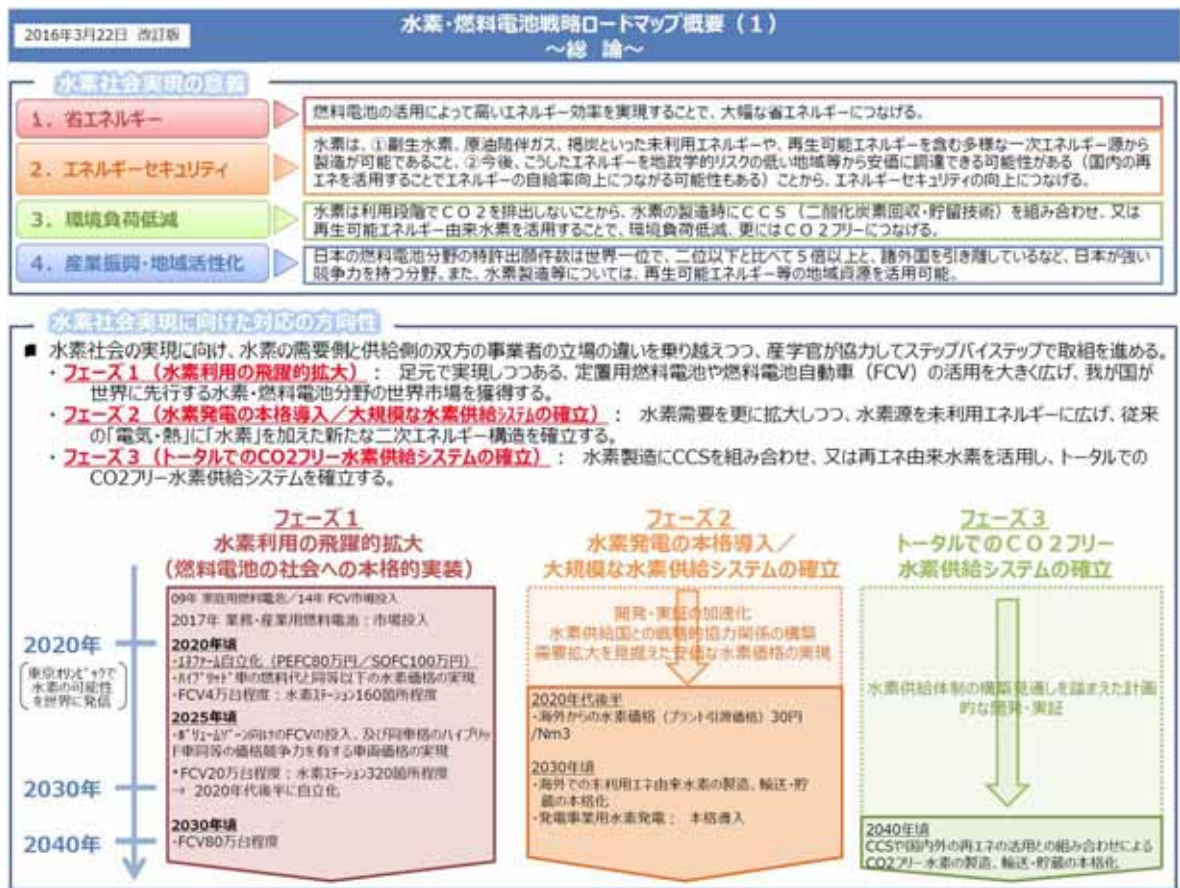 2016年3月22日 改訂版
水素・燃料電池戦略ロードマップ概要（１）
～総 論～
水素社会実現の意義
１．省エネルギー
燃料電池の活用によって高いエネルギー効率を実現することで、大幅な省エネルギーにつなげる。
２．エネルギーセキュリティ
水素は、①副生水素、原油随伴ガス、褐炭といった未利用エネルギーや、再生可能エネルギーを含む多様な一次エネルギー源から
製造が可能であること、②今後、こうしたエネルギーを地政学的リスクの低い地域等から安価に調達できる可能性がある（国内の再
エネを活用することでエネルギーの自給率向上につながる可能性もある）ことから、エネルギーセキュリティの向上につなげる。
３．環境負荷低減
水素は利用段階でＣＯ２を排出しないことから、水素の製造時にＣＣＳ（二酸化炭素回収・貯留技術）を組み合わせ、又は
再生可能エネルギー由来水素を活用することで、環境負荷低減、更にはＣＯ２フリーにつなげる。
４．産業振興・地域活性化
日本の燃料電池分野の特許出願件数は世界一位で、二位以下と比べて５倍以上と、諸外国を引き離しているなど、日本が強い
競争力を持つ分野。また、水素製造等については、再生可能エネルギー等の地域資源を活用可能。
水素社会実現に向けた対応の方向性
■ 水素社会の実現に向け、水素の需要側と供給側の双方の事業者の立場の違いを乗り越えつつ、産学官が協力してステップバイステップで取組を進める。
・フェーズ１（水素利用の飛躍的拡大）： 足元で実現しつつある、定置用燃料電池や燃料電池自動車（FCV）の活用を大きく広げ、我が国が
世界に先行する水素・燃料電池分野の世界市場を獲得する。
・フェーズ２（水素発電の本格導入／大規模な水素供給システムの確立）： 水素需要を更に拡大しつつ、水素源を未利用エネルギーに広げ、従来
の「電気・熱」に「水素」を加えた新たな二次エネルギー構造を確立する。
・フェーズ３（トータルでのCO2フリー水素供給システムの確立）： 水素製造にCCSを組み合わせ、又は再エネ由来水素を活用し、トータルでの
CO2フリー水素供給システムを確立する。
フェーズ１
水素利用の飛躍的拡大
（燃料電池の社会への本格的実装）
09年 家庭用燃料電池／14年 FCV市場投入
2017年 業務・産業用燃料電池：市場投入
2020年頃
・エネファーム自立化（PEFC80万円／SOFC100万円）
・ハイブリッド車の燃料代と同等以下の水素価格の実現
・FCV4万台程度：水素ステーション160箇所程度
2025年頃
・ボリュームゾーン向けのFCVの投入、及び同車格のハイブリッ
ド車同等の価格競争力を有する車両価格の実現
・FCV20万台程度：水素ステーション320箇所程度
→ 2020年代後半に自立化
2030年頃
・FCV80万台程度
2020年
東京オリンピックで
水素の可能性
を世界に発信
2030年
2040年
フェーズ２
水素発電の本格導入／
大規模な水素供給システムの確立
開発・実証の加速化
水素供給国との戦略的協力関係の構築
需要拡大を見据えた安価な水素価格の実現
2020年代後半
・海外からの水素価格（プラント引渡価格）30円
/Nm3
2030年頃
・海外での未利用エネ由来水素の製造、輸送・貯
蔵の本格化
・発電事業用水素発電： 本格導入
フェーズ３
トータルでのＣＯ２フリー
水素供給システムの確立
水素供給体制の構築見通しを踏まえた計画
的な開発・実証
2040年頃
CCSや国内外の再エネの活用との組み合わせによる
CO2フリー水素の製造、輸送・貯蔵の本格化